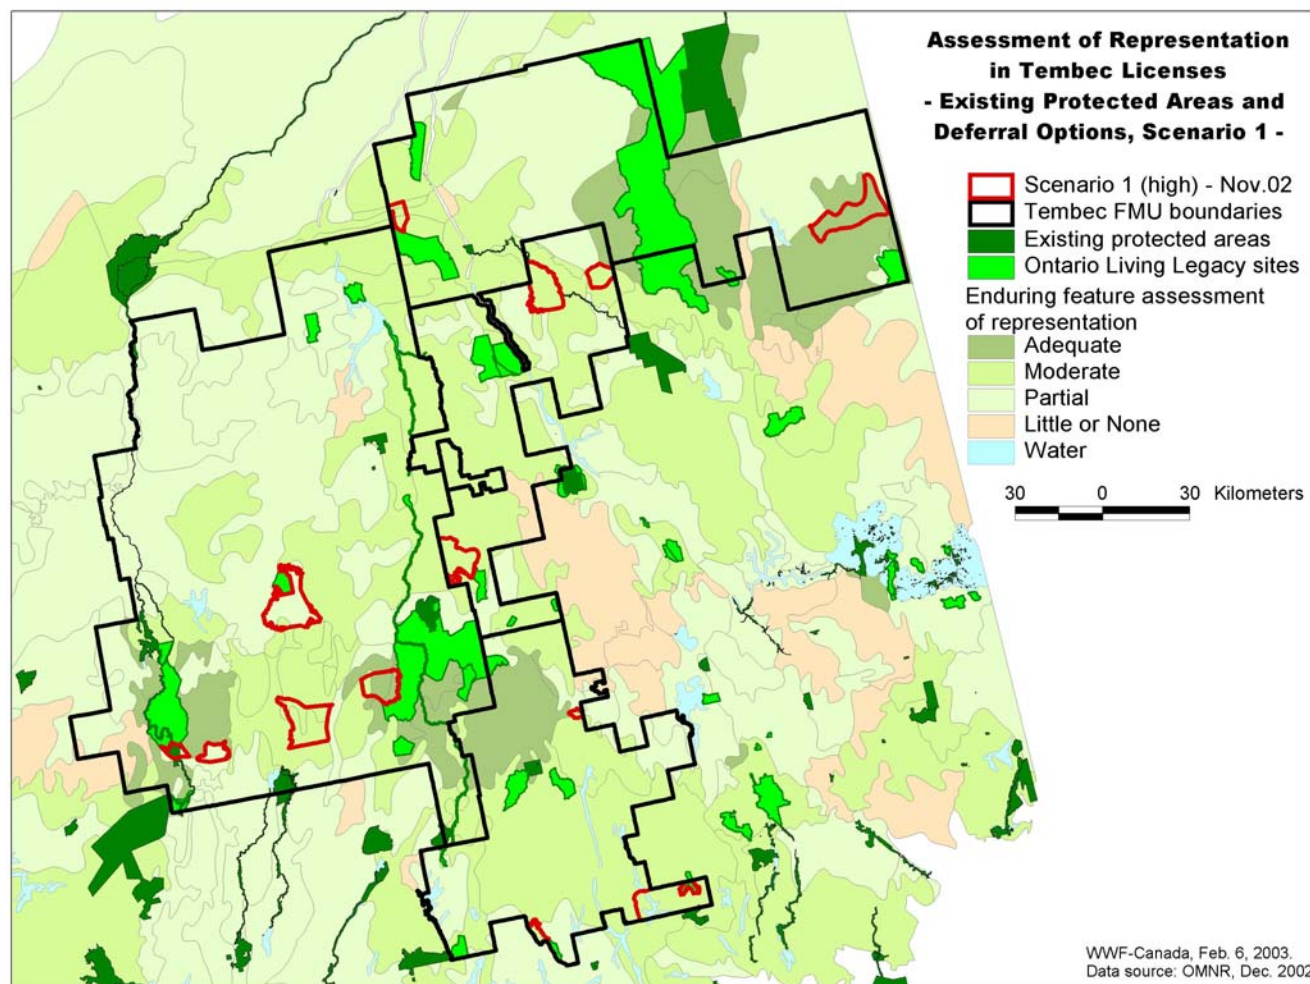 Assessment of Representation
in Tembec Licenses
- Existing Protected Areas and
Deferral Options, Scenario 1 -
Scenario 1 (high) - Nov.02
Tembec FMU boundaries
Existing protected areas
Ontario Living Legacy sites
Enduring feature assessment
of representation
Adequate
Moderate
Partial
Little or None
Water
30 0 30 Kilometers
WWF-Canada, Feb. 6, 2003.
Data source: OMNR, Dec. 2002